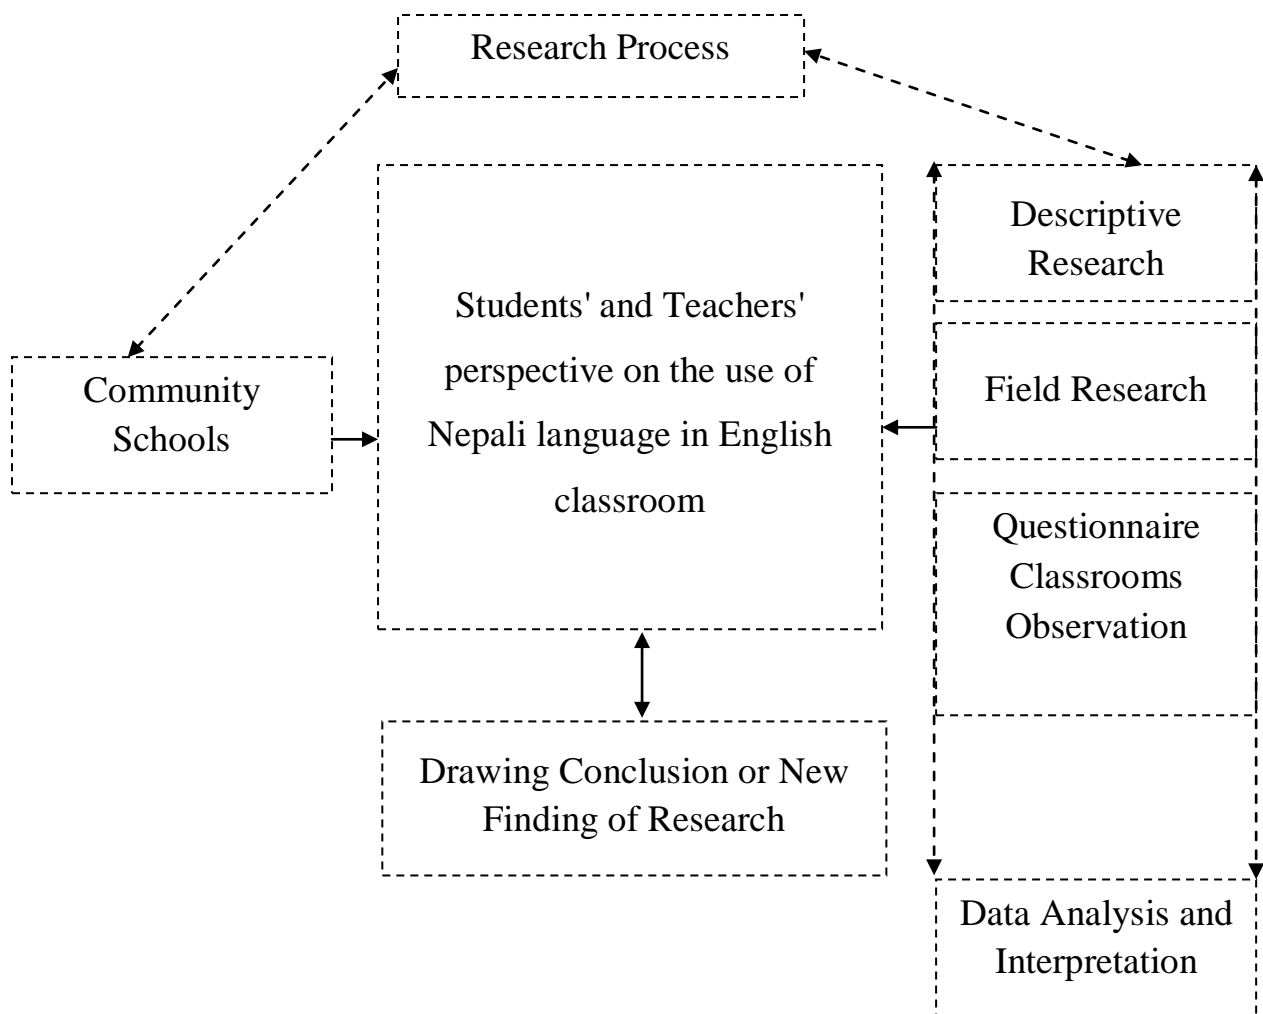 Research Process
Descriptive
Research
Students' and Teachers'
perspective on the use of
Nepali language in English
classroom
Community
Schools
Field Research
Questionnaire
Classrooms
Observation
Drawing Conclusion or New
Finding of Research
Data Analysis and
Interpretation